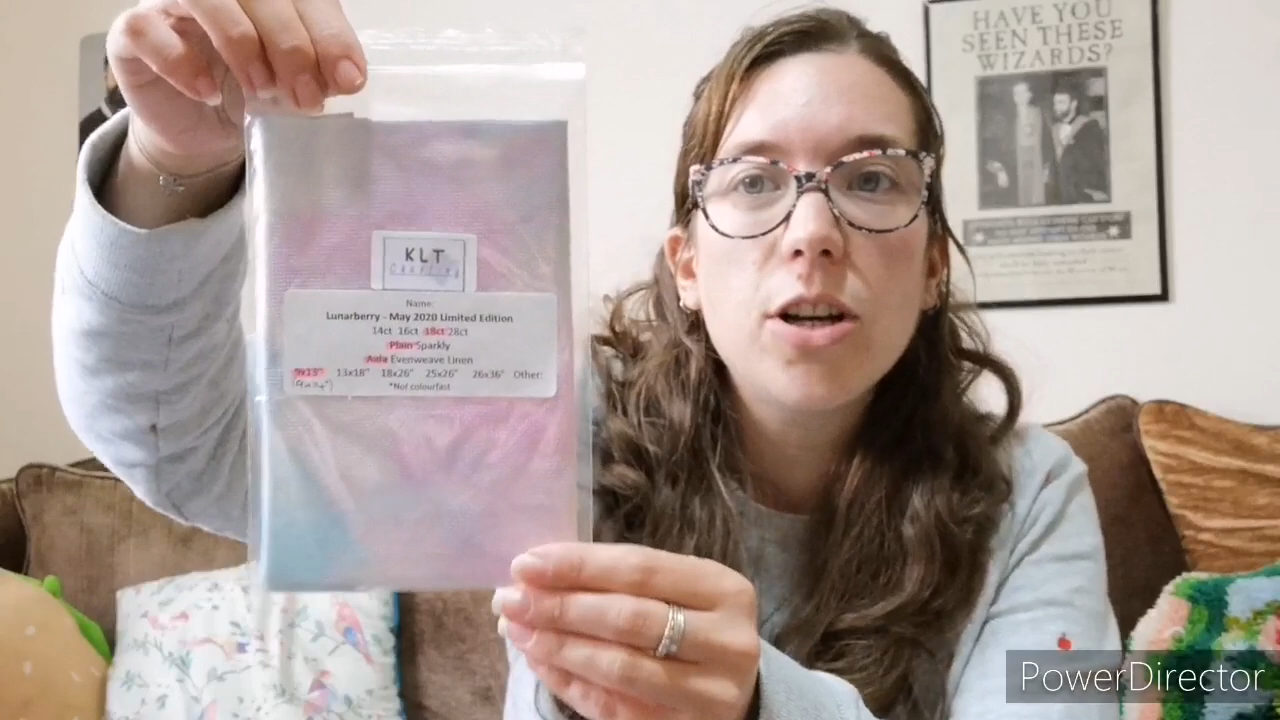 HAVE YOU
SEEN THESE
WIZARDS?
KLT
CRAFTING
Name:
Lunarberry - May 2020 Limited Edition
14ct 16ct 18ct 28ct
Plain Sparkly
Aida Evenweave Linen
9x13" 13x18" 18x26" 25x26" 26x36" Other:
*Not colourfast
PowerDirector